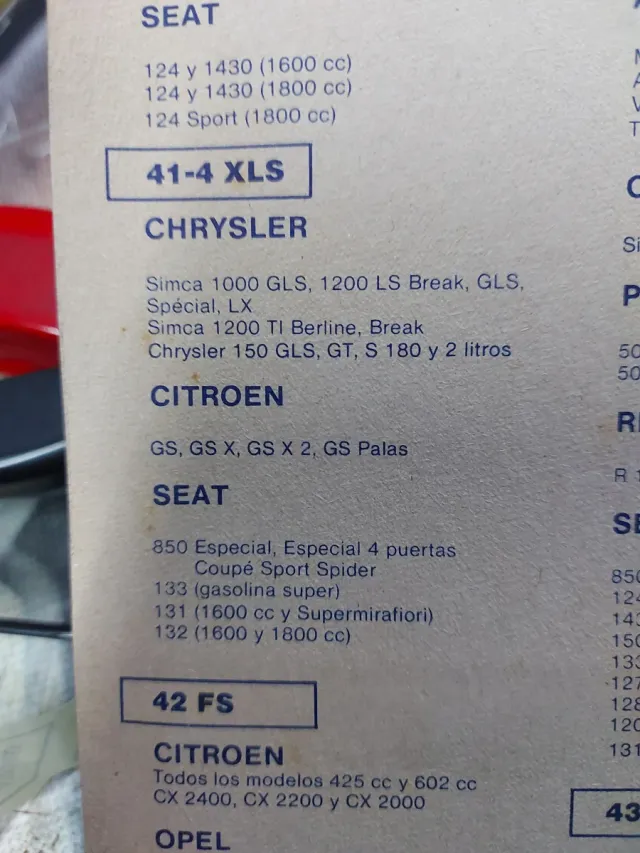 SEAT
124 y 1430 (1600 cc)
124 y 1430 (1800 cc)
124 Sport (1800 cc)
41-4 XLS
CHRYSLER
Simca 1000 GLS, 1200 LS Break, GLS,
Spécial, LX
Simca 1200 TI Berline, Break
Chrysler 150 GLS, GT, S 180 y 2 litros
CITROEN
GS, GS X, GS X 2, GS Palas
SEAT
850 Especial, Especial 4 puertas
Coupé Sport Spider
133 (gasolina super)
131 (1600 cc y Supermirafiori)
132 (1600 y 1800 cc)
42 FS
CITROEN
Todos los modelos 425 cc y 602 cc
CX 2400, CX 2200 y CX 2000
OPEL
43